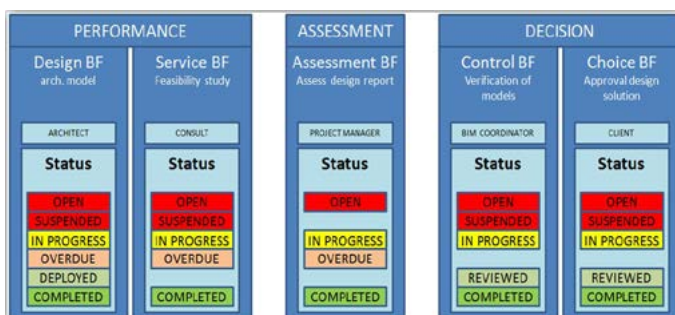 PERFORMANCE
Design BF
arch. model
ARCHITECT
Status
OPEN
SUSPENDED
IN PROGRESS
OVERDUE
DEPLOYED
COMPLETED
Service BF
Feasibility study
CONSULT
Status
OPEN
SUSPENDED
IN PROGRESS
OVERDUE
COMPLETED
ASSESSMENT
Assessment BF
Assess design report
PROJECT MANAGER
Status
OPEN
IN PROGRESS
OVERDUE
COMPLETED
DECISION
Control BF
Verification of
models
BIM COORDINATOR
Status
OPEN
SUSPENDED
IN PROGRESS
REVIEWED
COMPLETED
Choice BF
Approval design
solution
CLIENT
Status
OPEN
SUSPENDED
IN PROGRESS
REVIEWED
COMPLETED